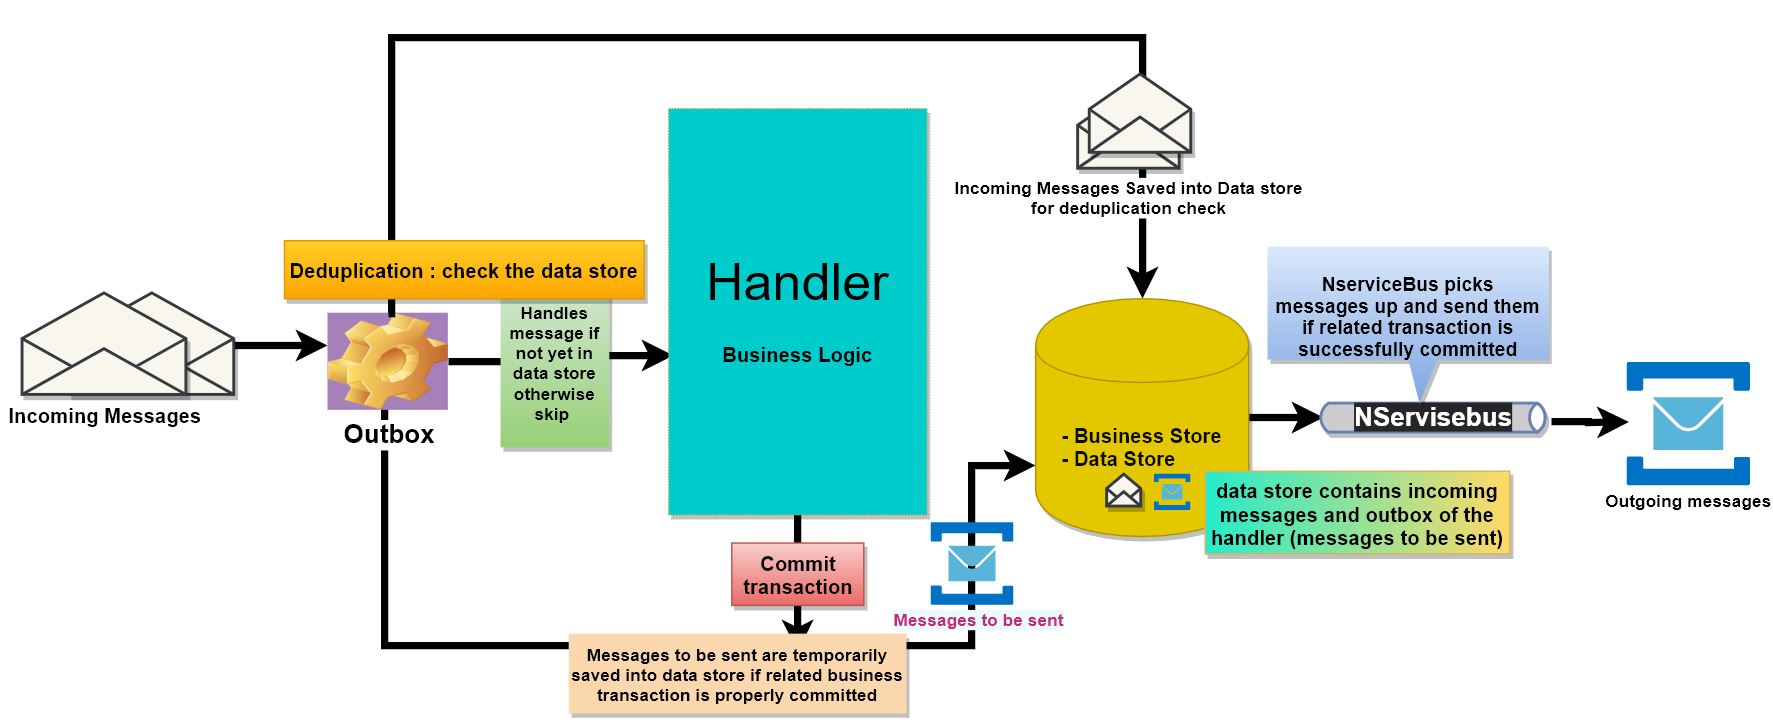 Incoming Messages
Deduplication : check the data store
Outbox
Handles
message if
not yet in
data store
otherwise
skip
Handler
Business Logic
Commit
transaction
Messages to be sent are temporarily
saved into data store if related business
transaction is properly committed
Messages to be sent
Incoming Messages Saved into Data store
for deduplication check
- Business Store
- Data Store
data store contains incoming
messages and outbox of the
handler (messages to be sent)
NserviceBus picks
messages up and send them
if related transaction is
successfully committed
NServisebus
Outgoing messages